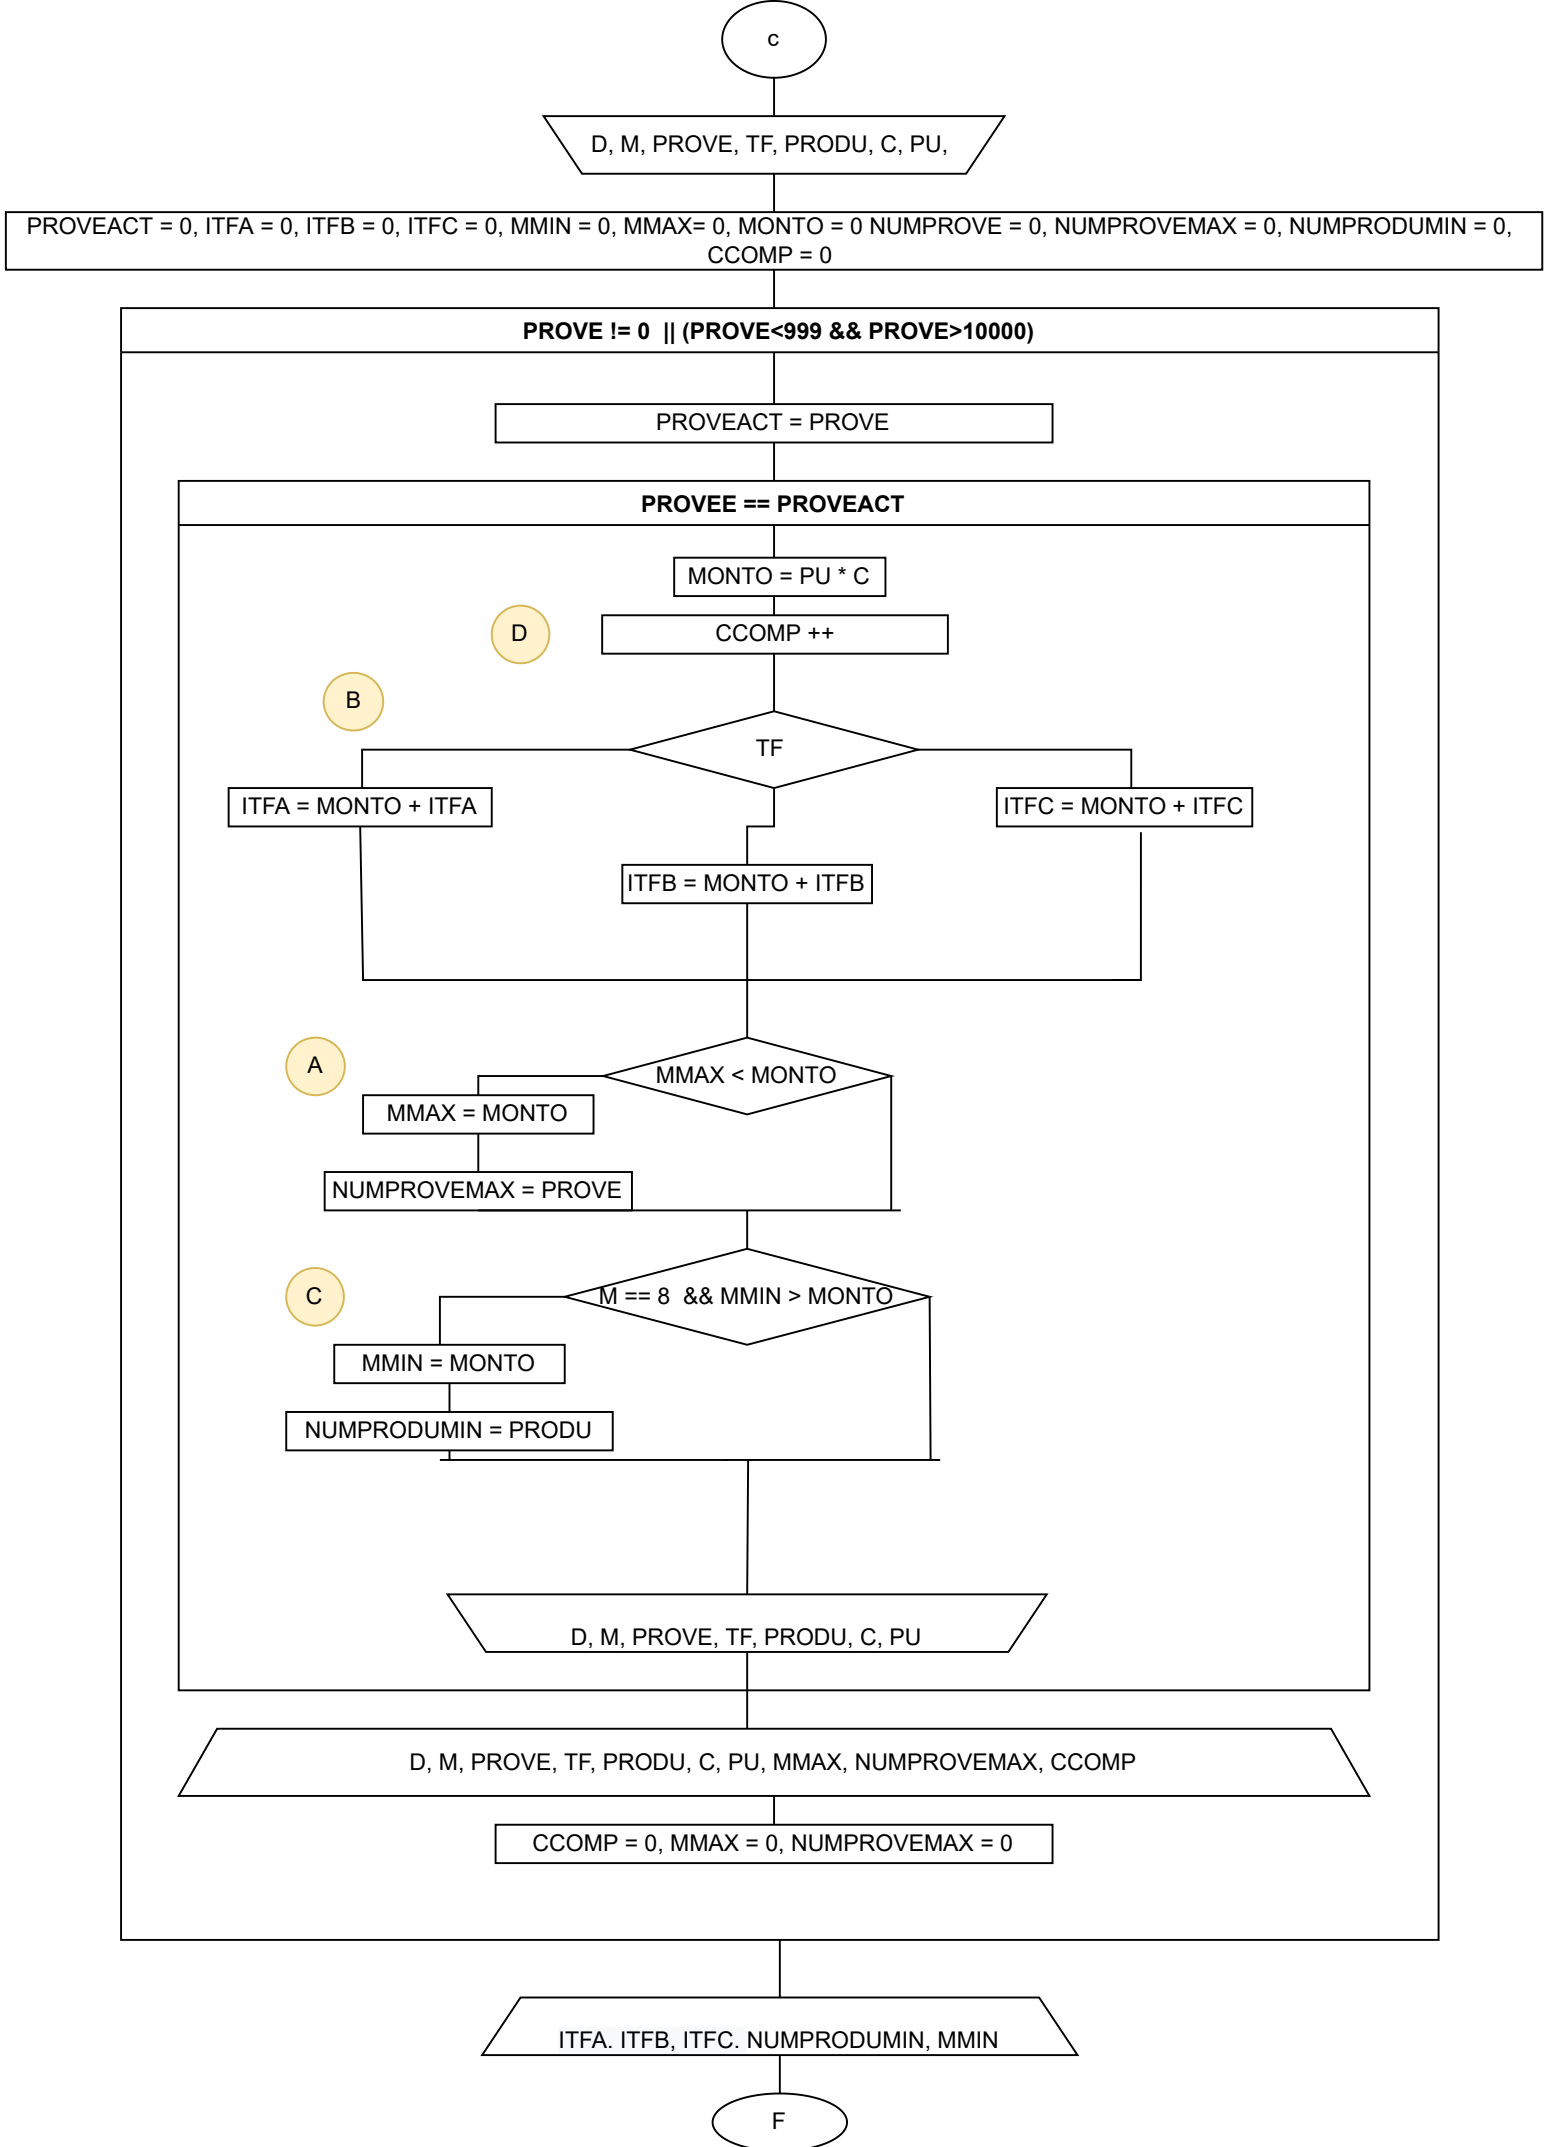 c
D, M, PROVE, TF, PRODU, C, PU,
PROVEACT = 0, ITFA = 0, ITFB = 0, ITFC = 0, MMIN = 0, MMAX= 0, MONTO = 0 NUMPROVE = 0, NUMPROVEMAX = 0, NUMPRODUMIN = 0,
CCOMP = 0
PROVE != 0 || (PROVE<999 && PROVE>10000)
PROVEACT = PROVE
PROVEE == PROVEACT
MONTO = PU * C
D
CCOMP ++
B
TF
ITFA = MONTO + ITFA
ITFC = MONTO + ITFC
ITFB = MONTO + ITFB
A
MMAX < MONTO
MMAX = MONTO
NUMPROVEMAX = PROVE
C
M == 8 && MMIN > MONTO
MMIN = MONTO
NUMPRODUMIN = PRODU
D, M, PROVE, TF, PRODU, C, PU
D, M, PROVE, TF, PRODU, C, PU, MMAX, NUMPROVEMAX, CCOMP
CCOMP = 0, MMAX = 0, NUMPROVEMAX = 0
ITFA. ITFB, ITFC. NUMPRODUMIN, MMIN
F